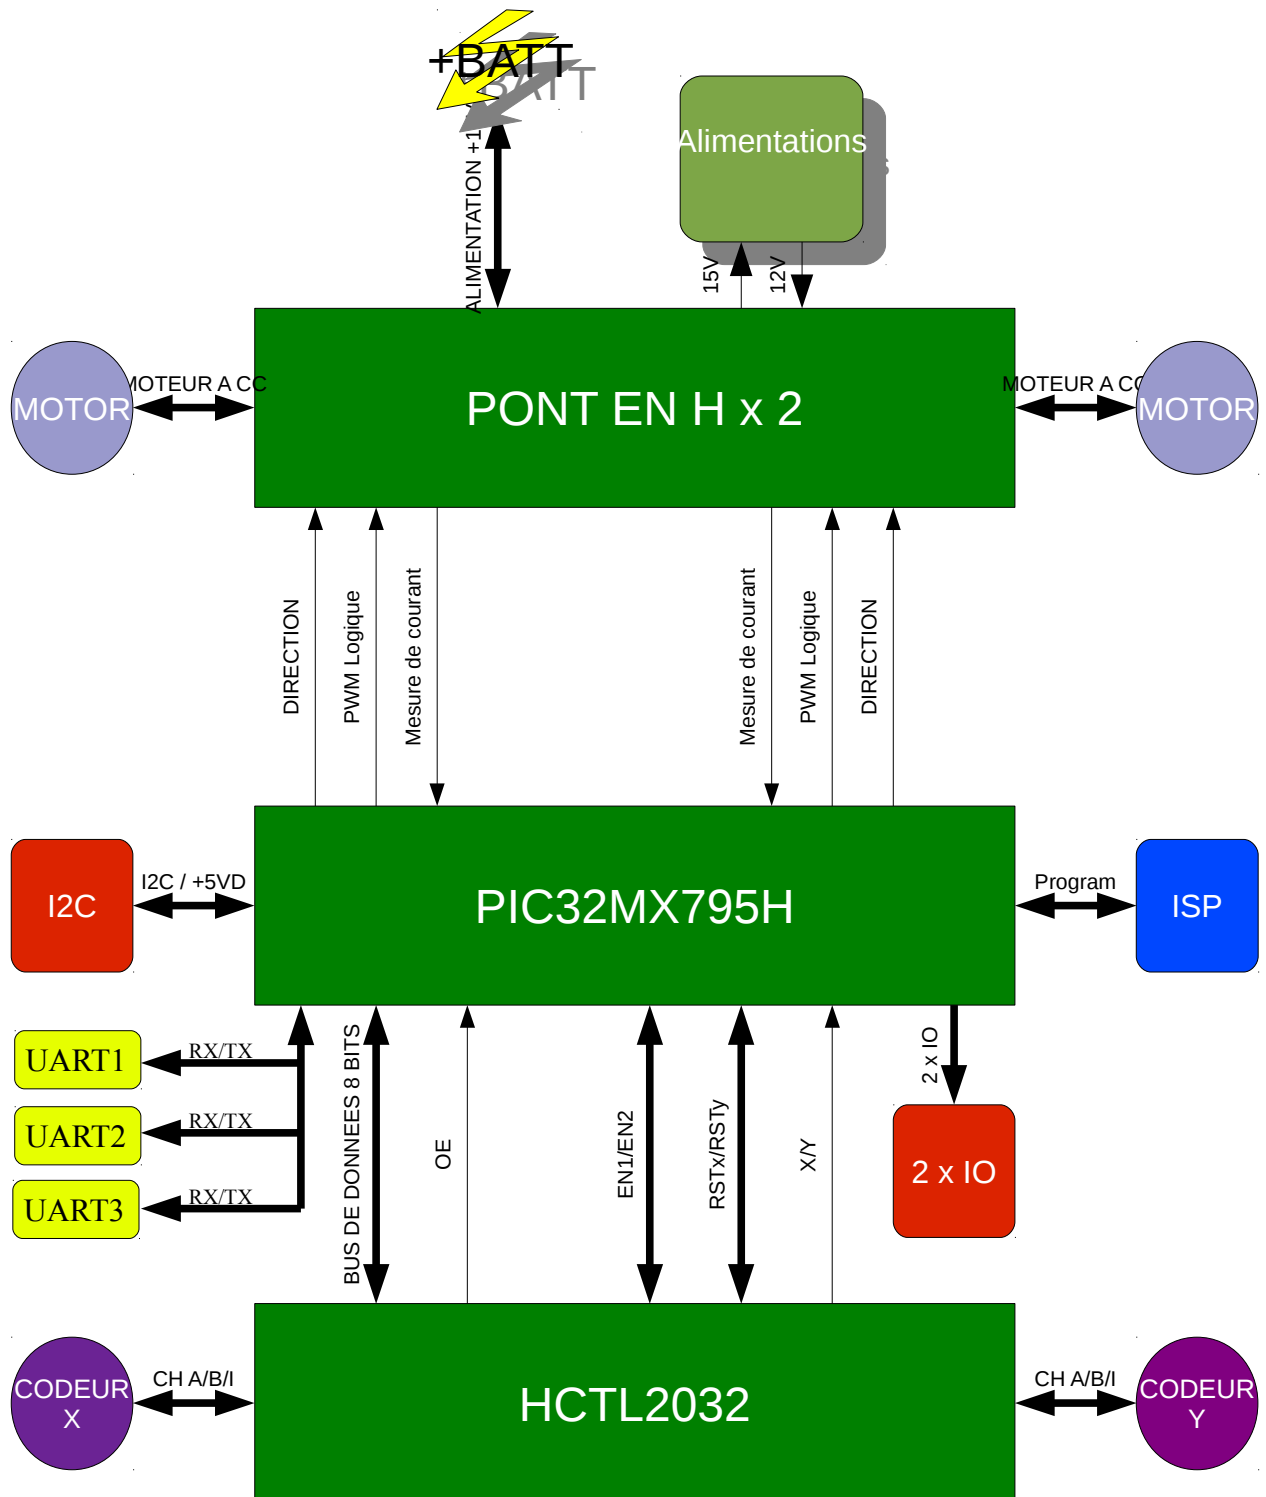 +BATT
Alimentations
ALIMENTATION
15V
12V
MOTOR
MOTEUR A CC
PONT EN H x 2
MOTEUR A CC
MOTOR
DIRECTION
PWM Logique
Mesure de courant
Mesure de courant
PWM Logique
DIRECTION
I2C
I2C / +5VD
PIC32MX795H
Program
ISP
UART1
RX/TX
UART2
RX/TX
UART3
RX/TX
BUS DE DONNEES 8 BITS
OE
EN1/EN2
RSTx/RSTy
X/Y
2 x IO
2 x IO
CODEUR
X
CH A/B/I
HCTL2032
CH A/B/I
CODEUR
Y